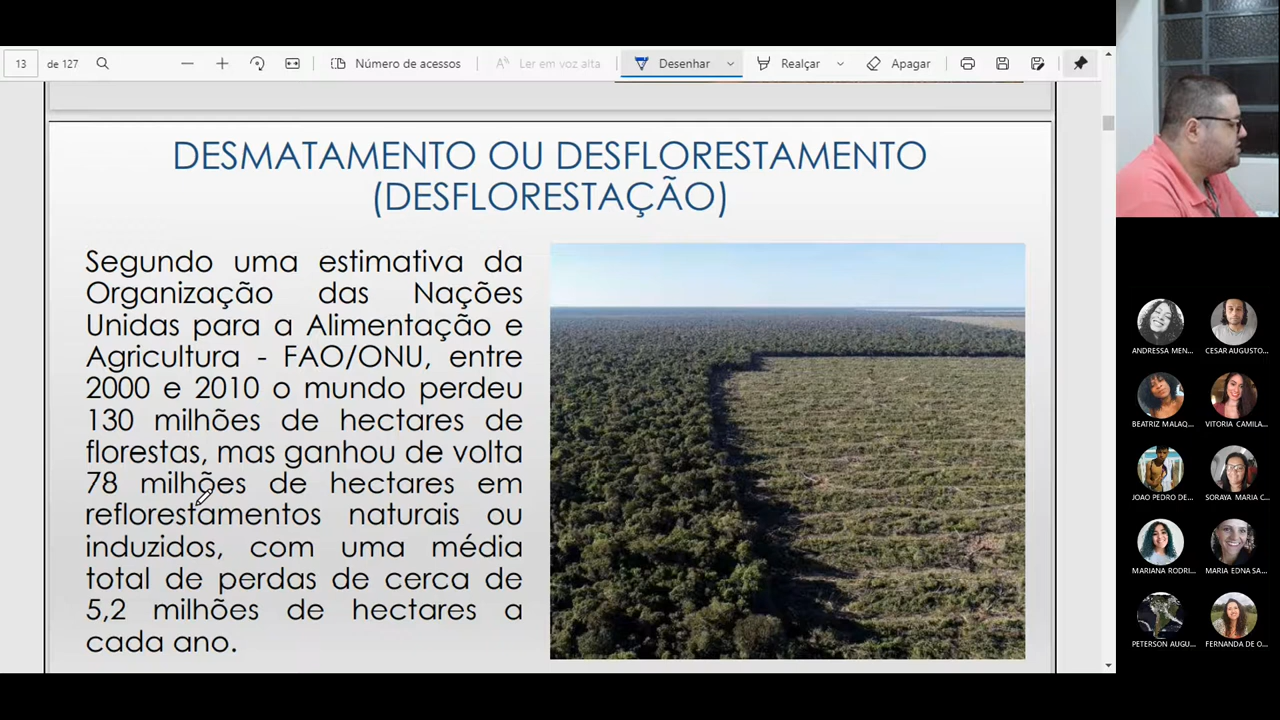 13 de 127
Número de acessos
Ler em voz alta
Desenhar
Realçar
Apagar
DESMATAMENTO OU DESFLORESTAMENTO
(DESFLORESTAÇÃO)
Segundo uma estimativa da
Organização das Nações
Unidas para a Alimentação e
Agricultura - FAO/ONU, entre
2000 e 2010 o mundo perdeu
130 milhões de hectares de
florestas, mas ganhou de volta
78 milhões de hectares em
reflorestamentos naturais ou
induzidos, com uma média
total de perdas de cerca de
5,2 milhões de hectares a
cada ano.
ANDRESSA MEN...
CESAR AUGUSTO...
BEATRIZ MALAQ...
VITORIA CAMILA...
JOAO PEDRO DE...
SORAYA MARIA C...
MARIANA RODRI...
MARIA EDNA SA...
PETERSON AUGU...
FERNANDA DE O...